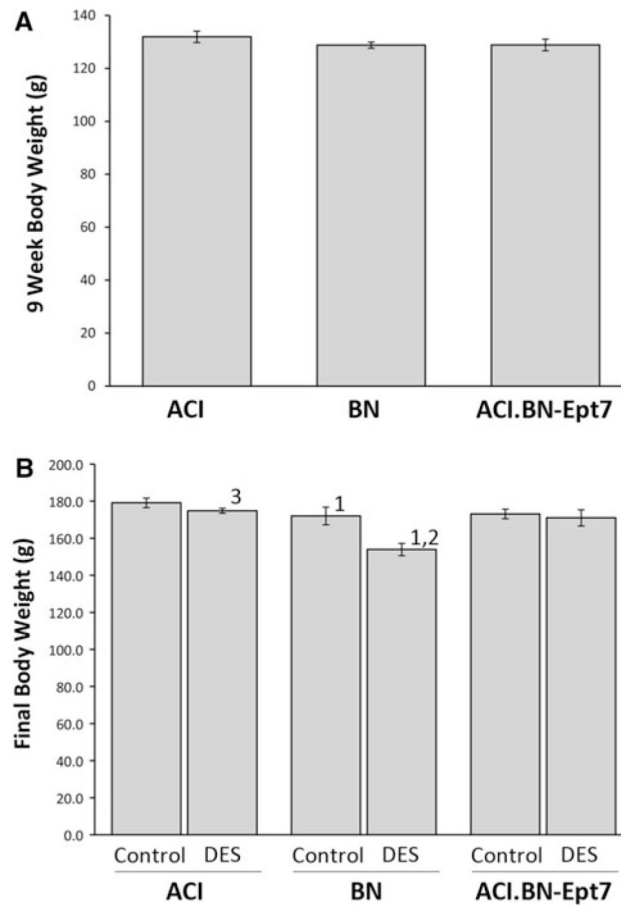 A
9 Week Body Weight (g)
140
120
100
80
60
40
20
0
ACI BN ACI.BN-Ept7
B
Final Body Weight (g)
200.0
180.0
160.0
140.0
120.0
100.0
80.0
60.0
40.0
20.0
0.0
3 1 1,2
Control DES Control DES Control DES
ACI BN ACI.BN-Ept7